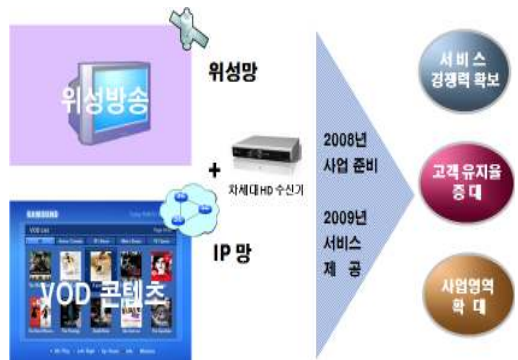 위성방송
위성망
+
차세대HD 수신기
IP 망
SAMSUNG
VOD List
VOD 콘텐츠
2008년
사업 준비
2009년
서비스
제 공
서비스
경쟁력 확보
고객 유지율
증 대
사업영역
확 대